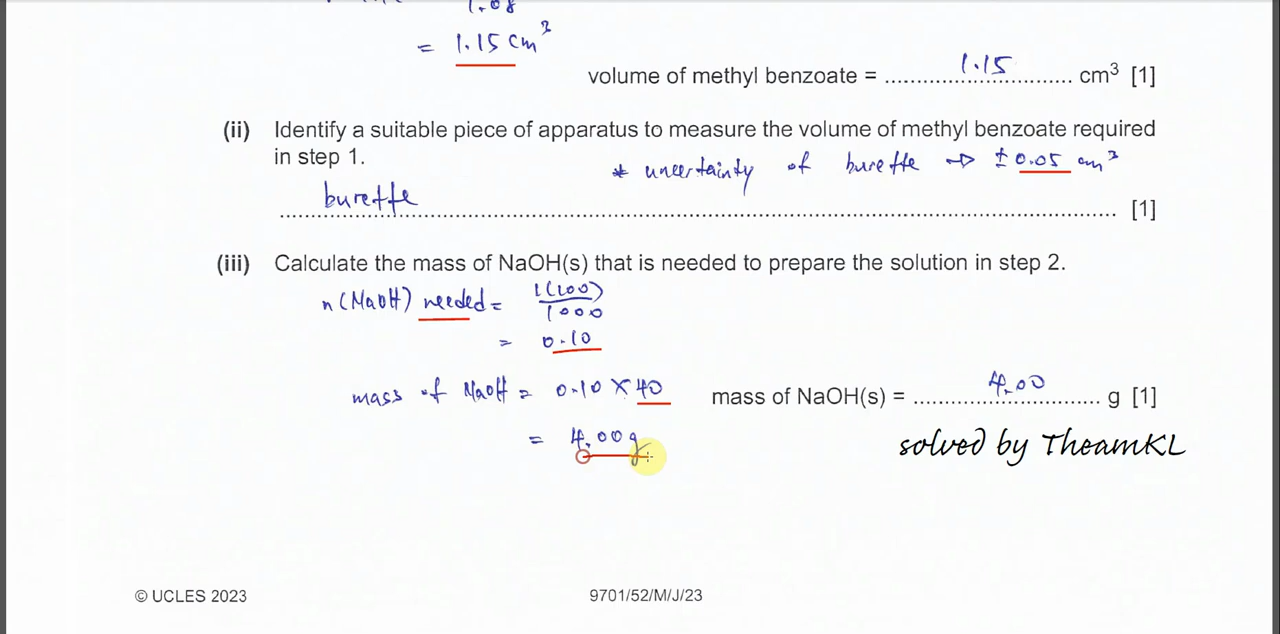 1.08
= 1.15 cm³
volume of methyl benzoate = ........ 1.15 ........ cm³ [1]
(ii) Identify a suitable piece of apparatus to measure the volume of methyl benzoate required
in step 1.
* uncertainty of burette → ± 0.05 cm³
burette ........ [1]
(iii) Calculate the mass of NaOH(s) that is needed to prepare the solution in step 2.
n(NaOH) needed = 1(100)
1000
= 0.10
mass of NaOH = 0.10 × 40
mass of NaOH(s) = ........ 4.00 ........ g [1]
= 4.00g
solved by TheamKL
© UCLES 2023
9701/52/M/J/23